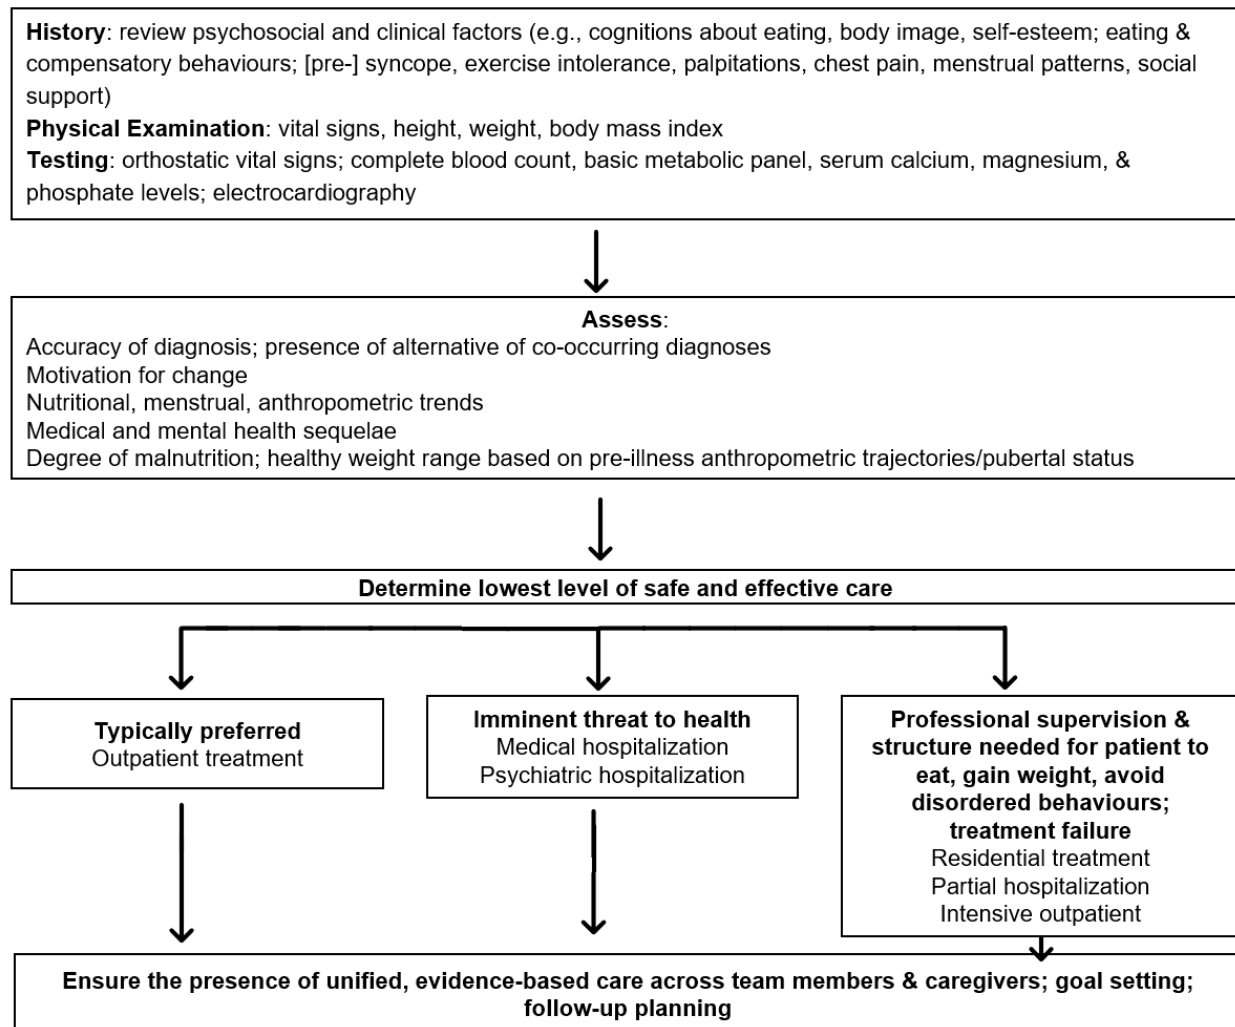 History: review psychosocial and clinical factors (e.g., cognitions about eating, body image, self-esteem; eating &
compensatory behaviours; [pre-] syncope, exercise intolerance, palpitations, chest pain, menstrual patterns, social
support)
Physical Examination: vital signs, height, weight, body mass index
Testing: orthostatic vital signs; complete blood count, basic metabolic panel, serum calcium, magnesium, &
phosphate levels; electrocardiography
Assess:
Accuracy of diagnosis; presence of alternative of co-occurring diagnoses
Motivation for change
Nutritional, menstrual, anthropometric trends
Medical and mental health sequelae
Degree of malnutrition; healthy weight range based on pre-illness anthropometric trajectories/pubertal status
Determine lowest level of safe and effective care
Typically preferred
Outpatient treatment
Imminent threat to health
Medical hospitalization
Psychiatric hospitalization
Professional supervision &
structure needed for patient to
eat, gain weight, avoid
disordered behaviours;
treatment failure
Residential treatment
Partial hospitalization
Intensive outpatient
Ensure the presence of unified, evidence-based care across team members & caregivers; goal setting;
follow-up planning